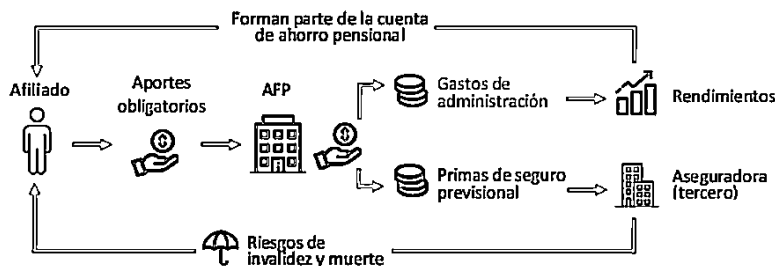 Forman parte de la cuenta
de ahorro pensional
Afiliado
Aportes
obligatorios
AFP
Gastos de
administración
Rendimientos
Primas de seguro
previsional
Aseguradora
(tercero)
Riesgos de
invalidez y muerte